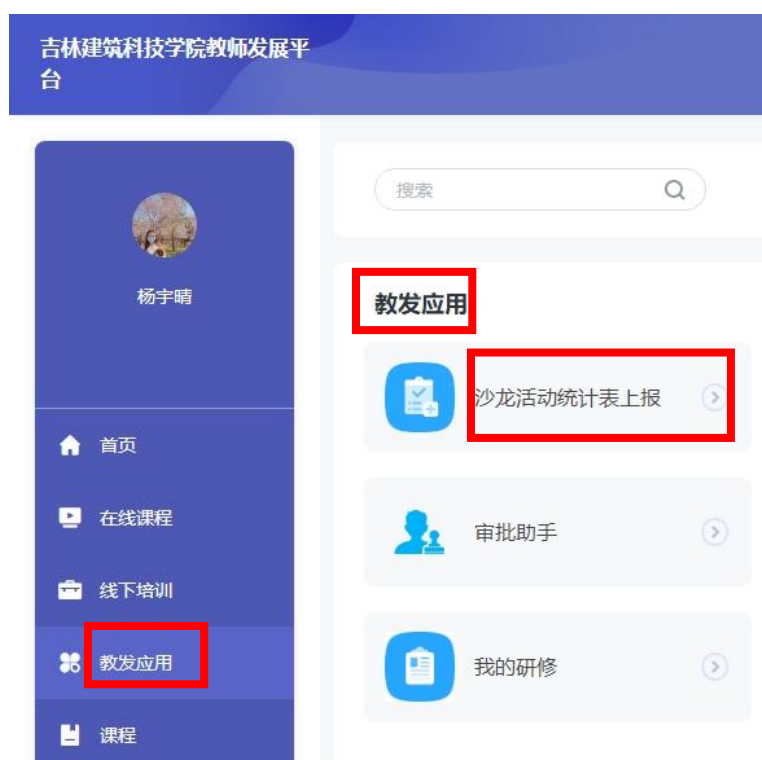 吉林建筑科技学院教师发展平
台
搜索
杨宇晴
教发应用
沙龙活动统计表上报
首页
在线课程
审批助手
线下培训
教发应用
我的研修
课程